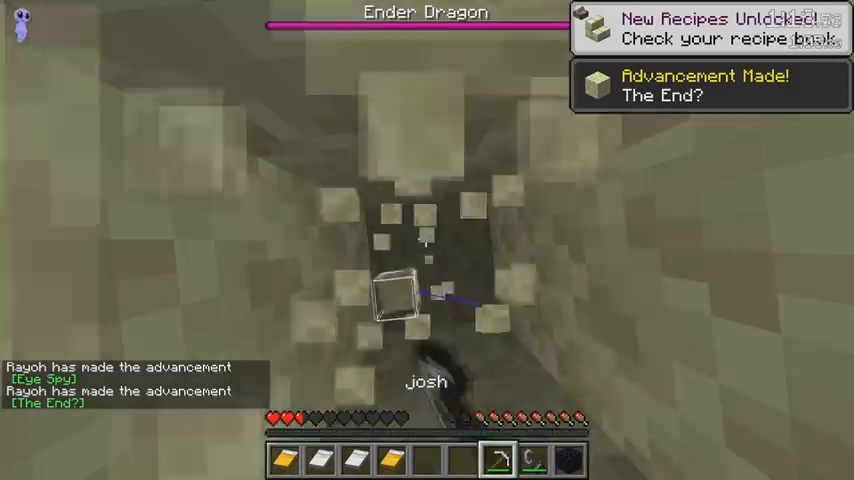 Ender Dragon
New Recipes Unlocked!
Check your recipe book
Advancement Made!
The End?
Rayoh has made the advancement
[Eye Spy]
Rayoh has made the advancement
[The End?]
josh